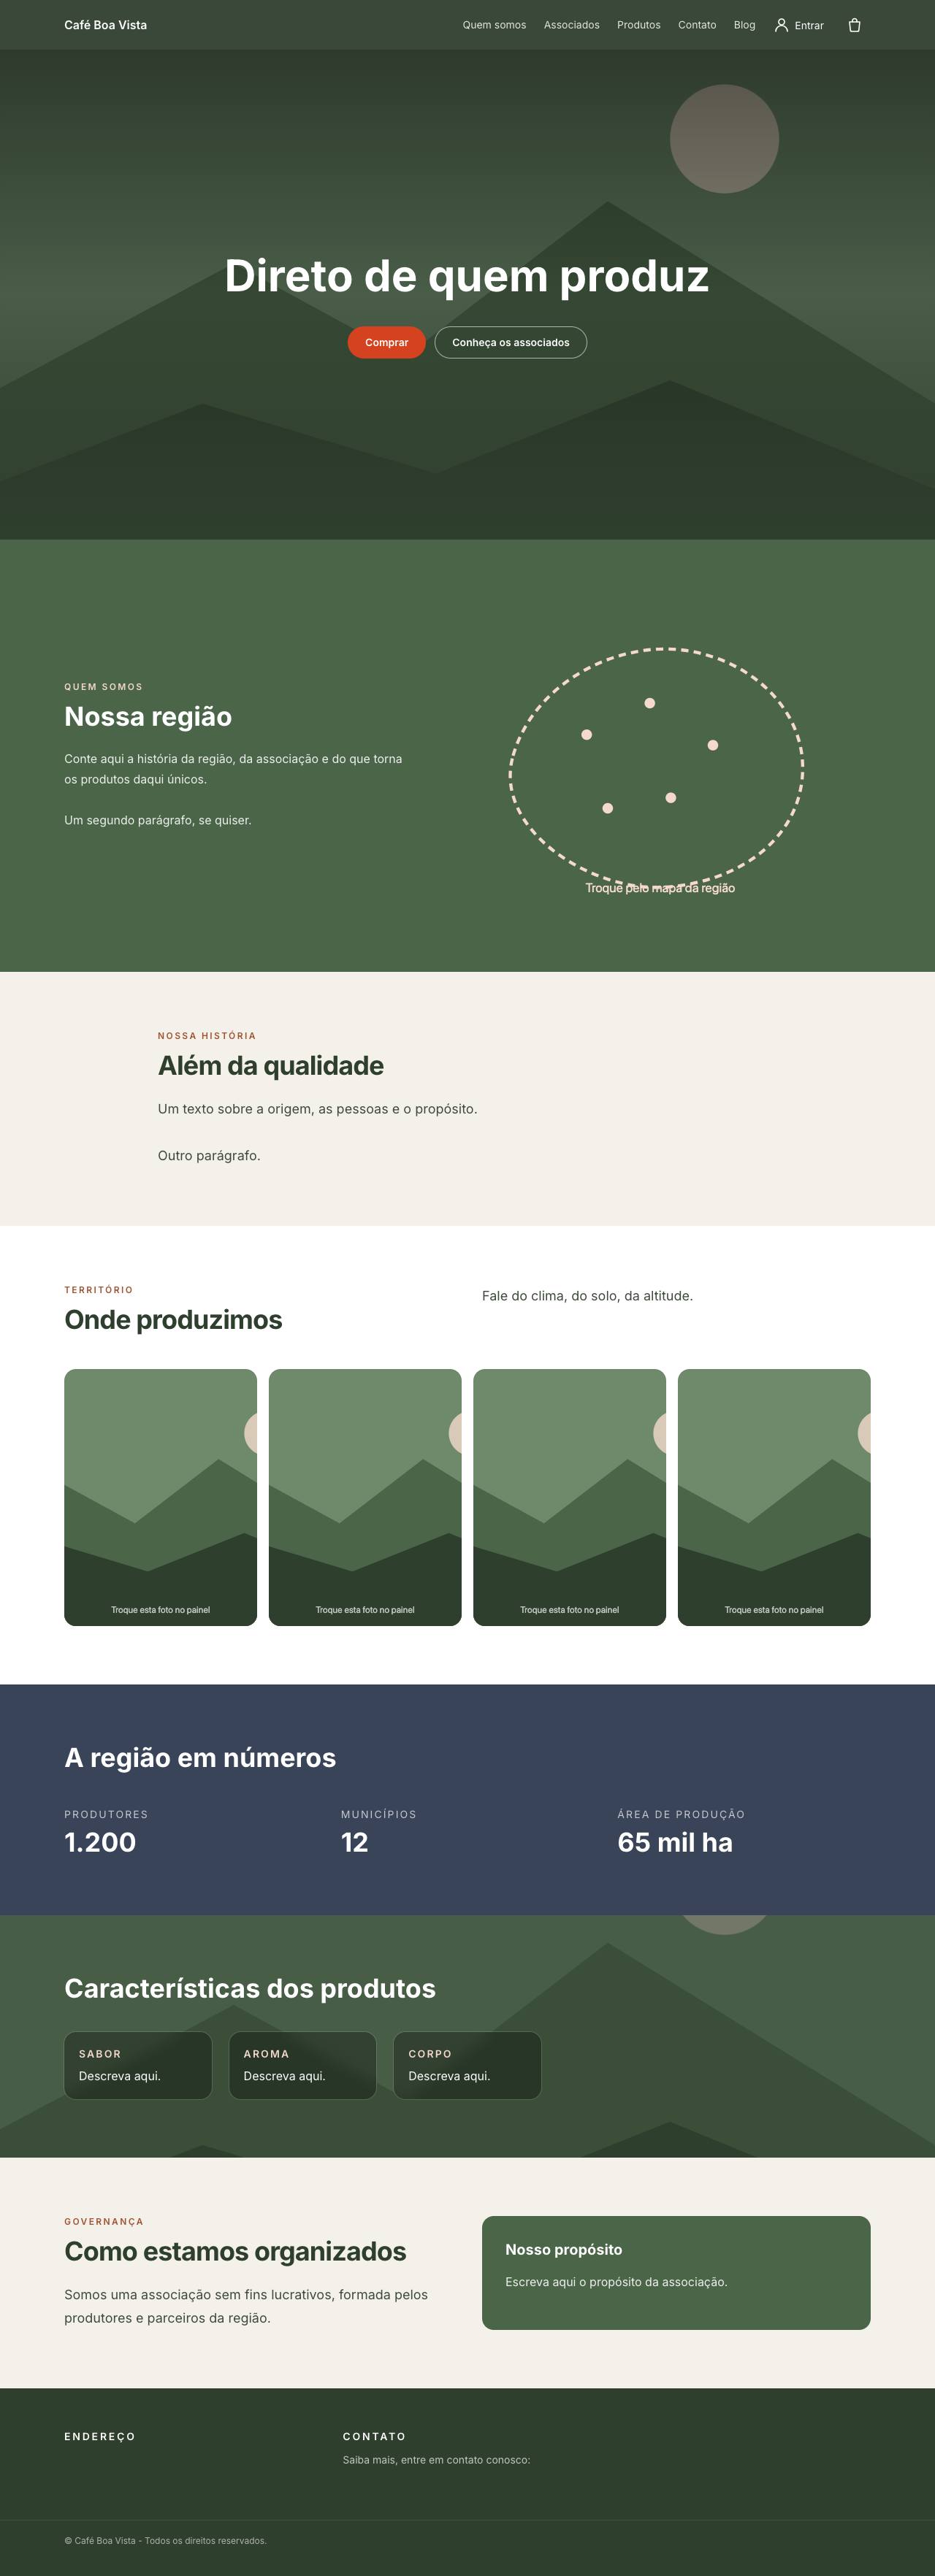 Café Boa Vista
Quem somos
Associados
Produtos
Contato
Blog
Entrar
Direto de quem produz
Comprar
Conheça os associados
QUEM SOMOS
Nossa região
Conte aqui a história da região, da associação e do que torna
os produtos daqui únicos.
Um segundo parágrafo, se quiser.
Troque pelo mapa da região
NOSSA HISTÓRIA
Além da qualidade
Um texto sobre a origem, as pessoas e o propósito.
Outro parágrafo.
TERRITÓRIO
Onde produzimos
Fale do clima, do solo, da altitude.
Troque esta foto no painel
Troque esta foto no painel
Troque esta foto no painel
Troque esta foto no painel
A região em números
PRODUTORES
1.200
MUNICÍPIOS
12
ÁREA DE PRODUÇÃO
65 mil ha
Características dos produtos
SABOR
Descreva aqui.
AROMA
Descreva aqui.
CORPO
Descreva aqui.
GOVERNANÇA
Como estamos organizados
Somos uma associação sem fins lucrativos, formada pelos
produtores e parceiros da região.
Nosso propósito
Escreva aqui o propósito da associação.
ENDEREÇO
CONTATO
Saiba mais, entre em contato conosco:
© Café Boa Vista - Todos os direitos reservados.